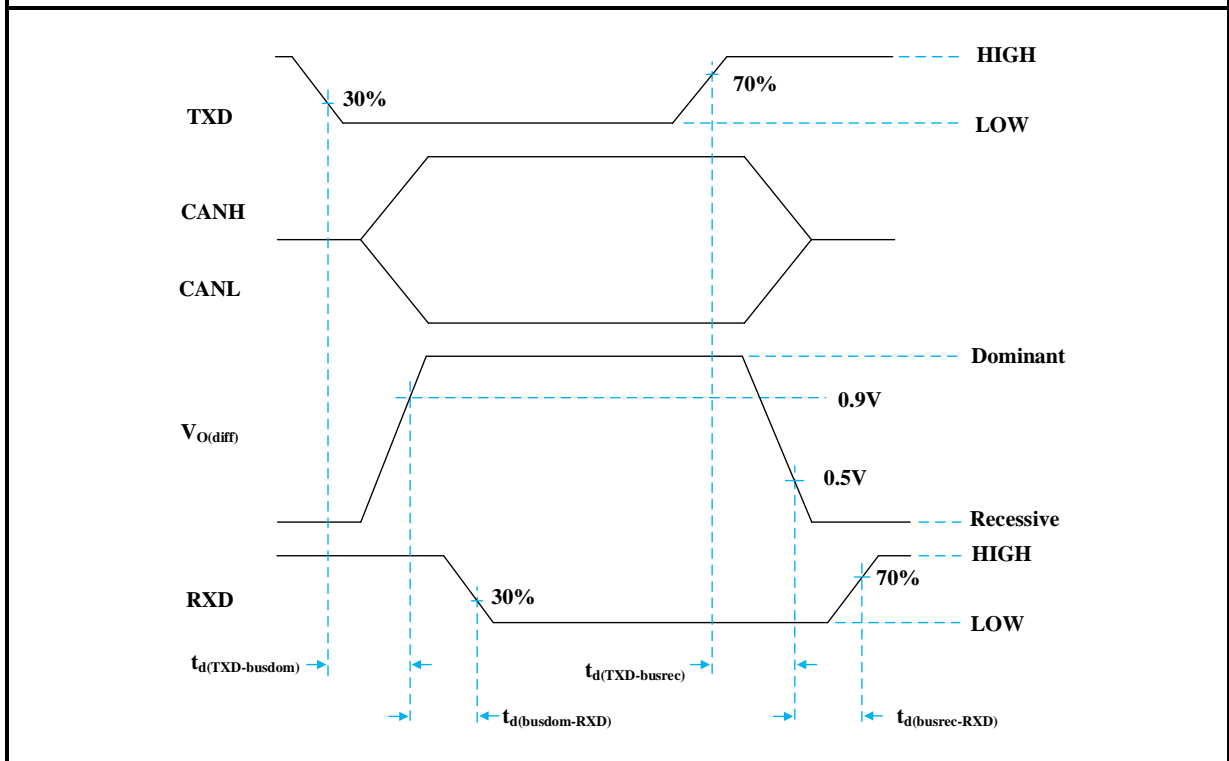 HIGH
30%
70%
TXD
LOW
CANH
CANL
Dominant
0.9V
VO(diff)
0.5V
Recessive
HIGH
70%
RXD
30%
LOW
td(TXD-busdom)
td(TXD-busrec)
td(busdom-RXD)
td(busrec-RXD)